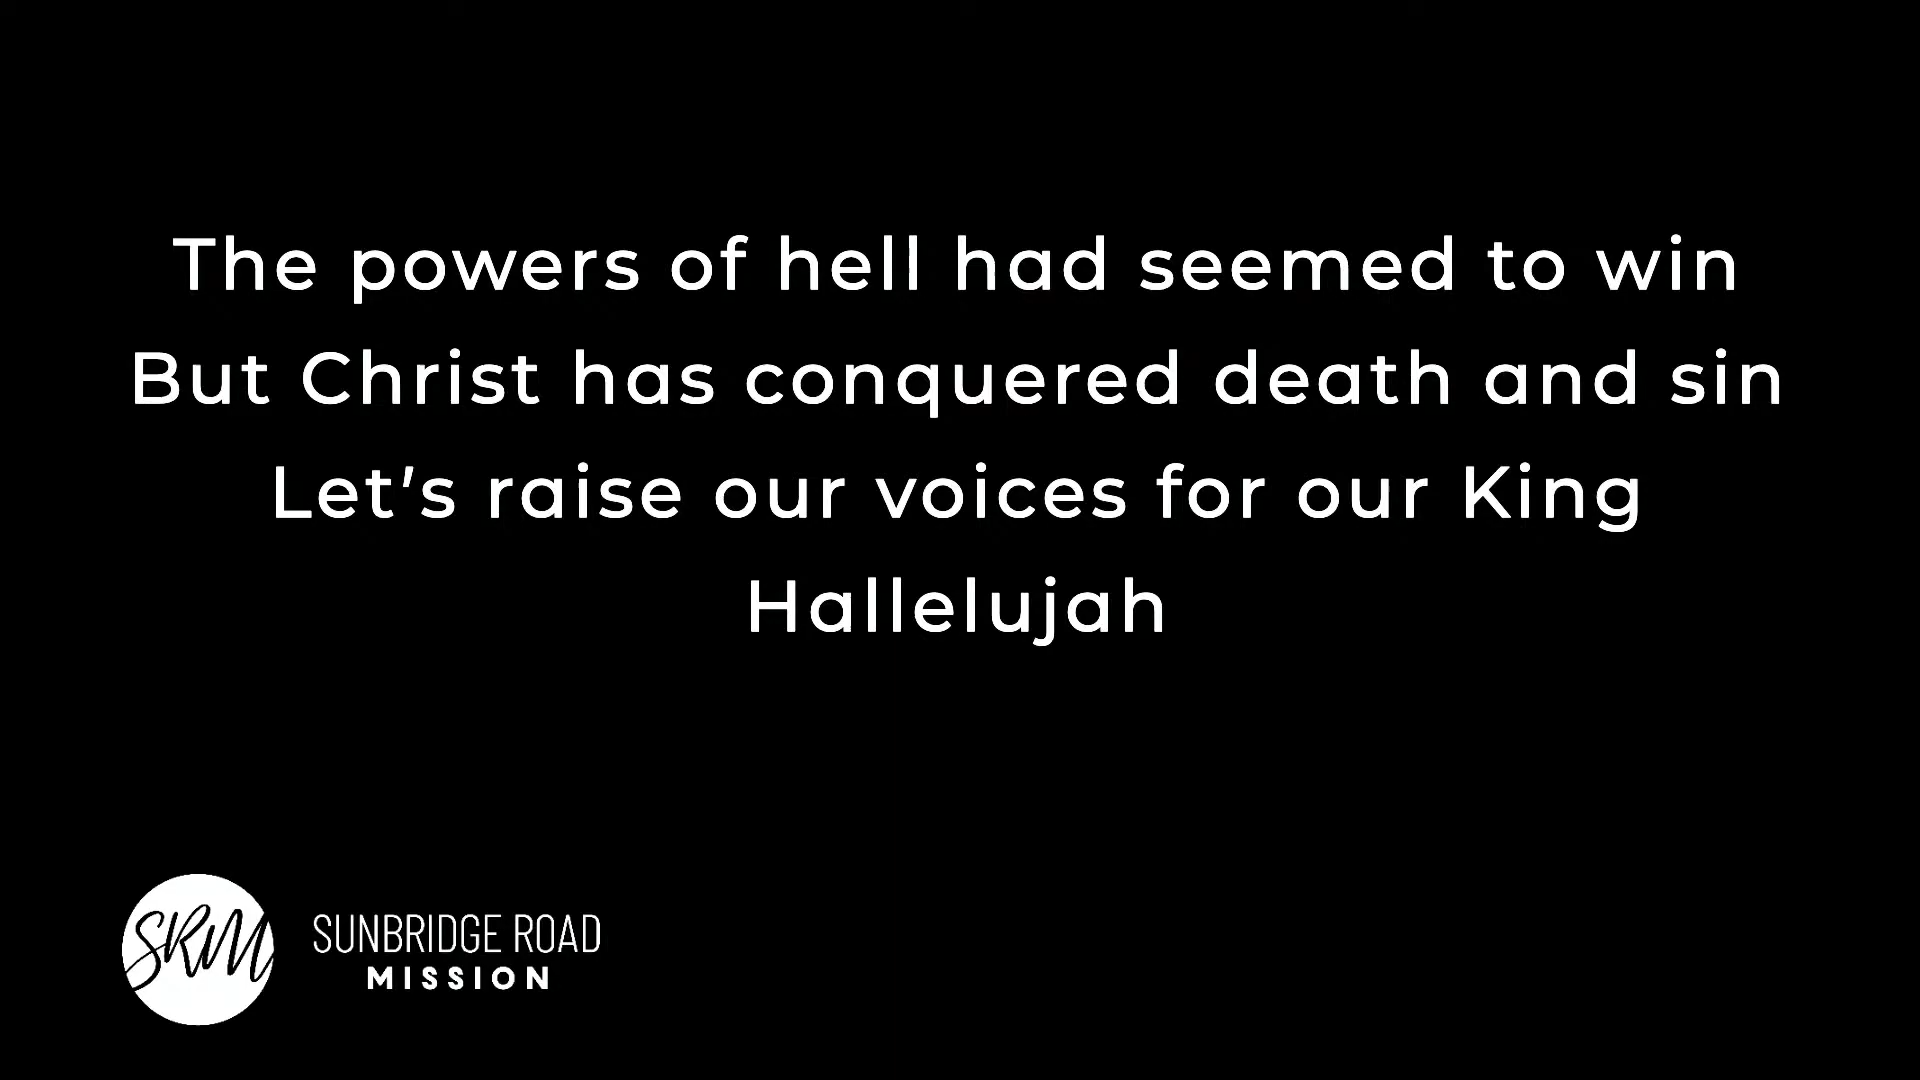 The powers of hell had seemed to win
But Christ has conquered death and sin
Let’s raise our voices for our King
Hallelujah
SRM
SUNBRIDGE ROAD
MISSION